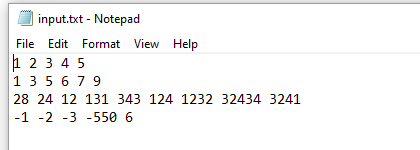 input.txt - Notepad
File Edit Format View Help
1 2 3 4 5
1 3 5 6 7 9
28 24 12 131 343 124 1232 32434 3241
-1 -2 -3 -550 6